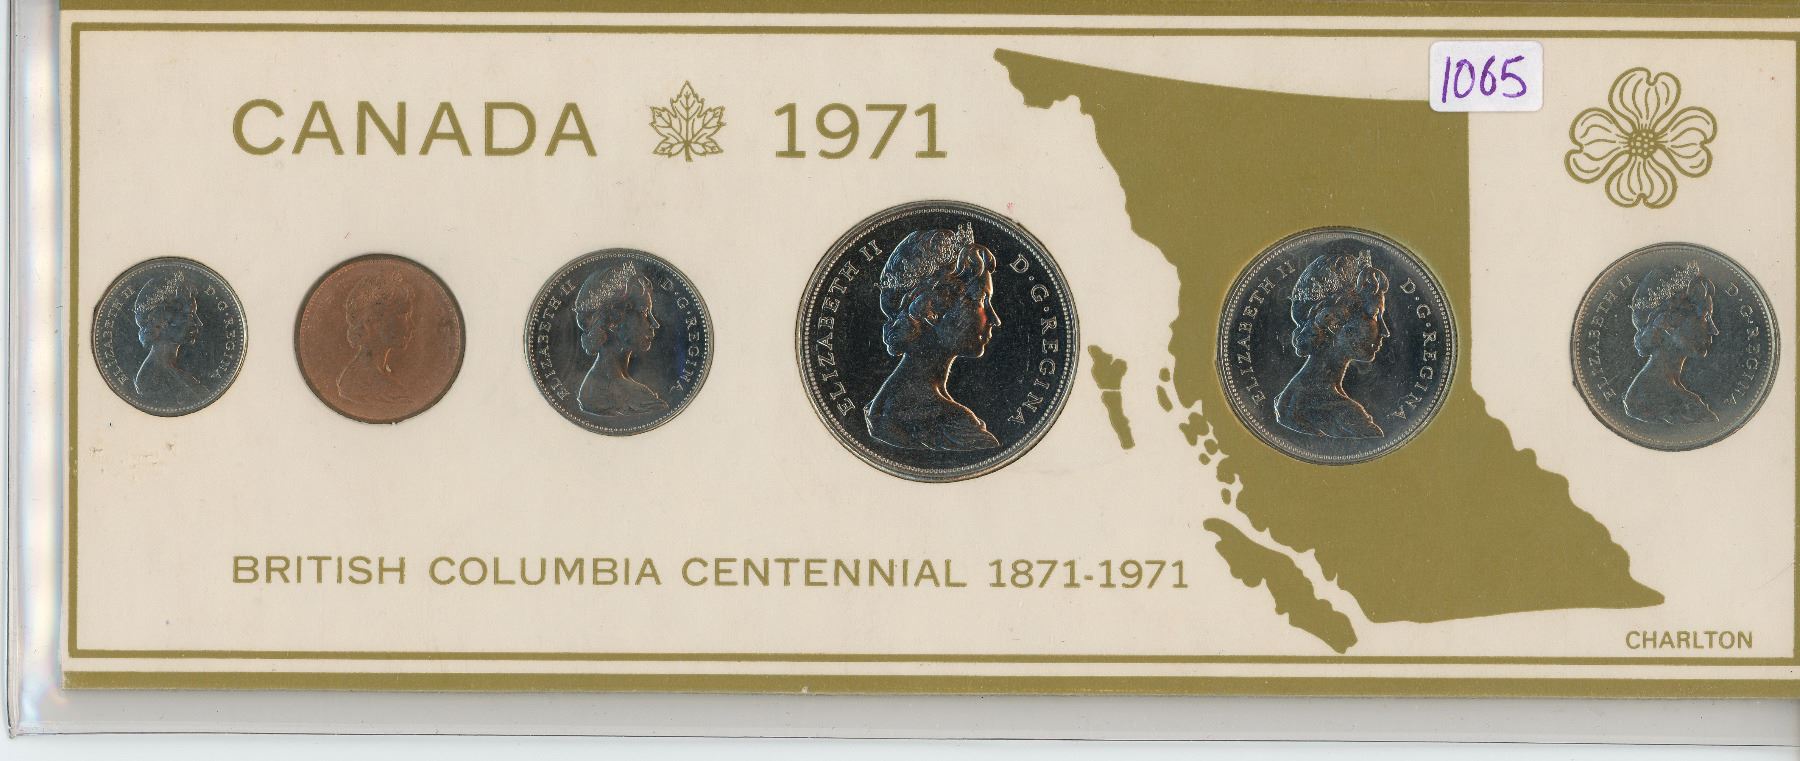 CANADA 1971
1065
ELIZABETH II D·G·REGINA
ELIZABETH II D·G·REGINA
ELIZABETH II D·G·REGINA
ELIZABETH II D·G·REGINA
ELIZABETH II D·G·REGINA
BRITISH COLUMBIA CENTENNIAL 1871-1971
CHARLTON